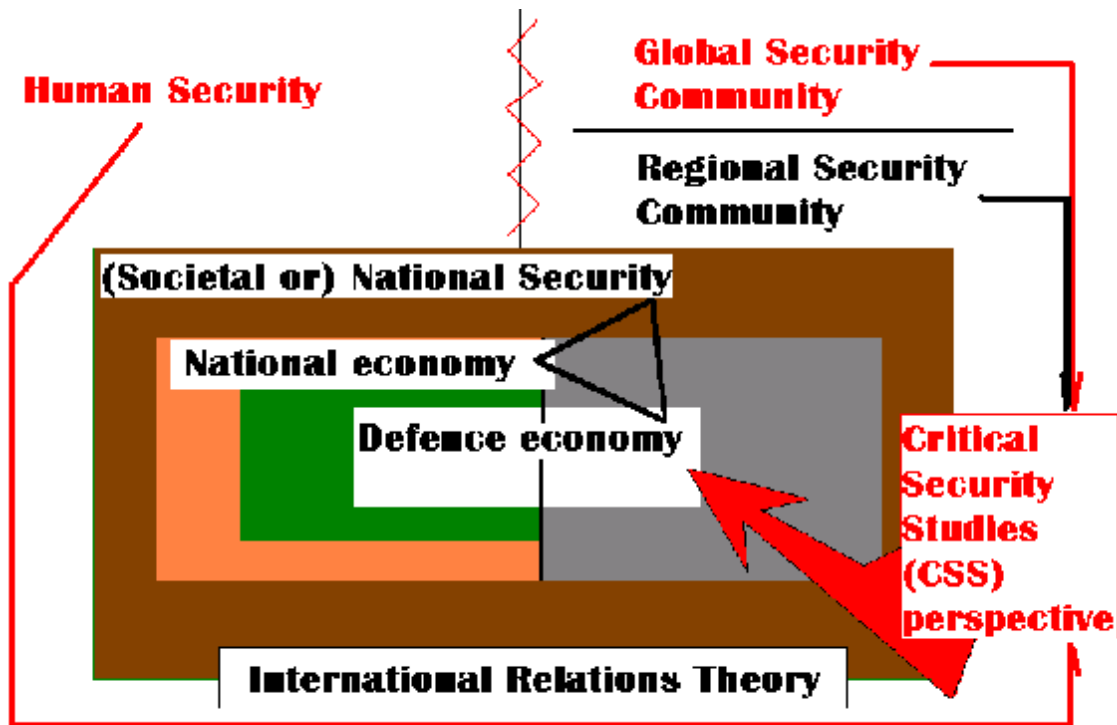 Human Security
Global Security
Community
Regional Security
Community
(Societal or) National Security
National economy
Defence economy
Critical
Security
Studies
(CSS)
perspective
International Relations Theory